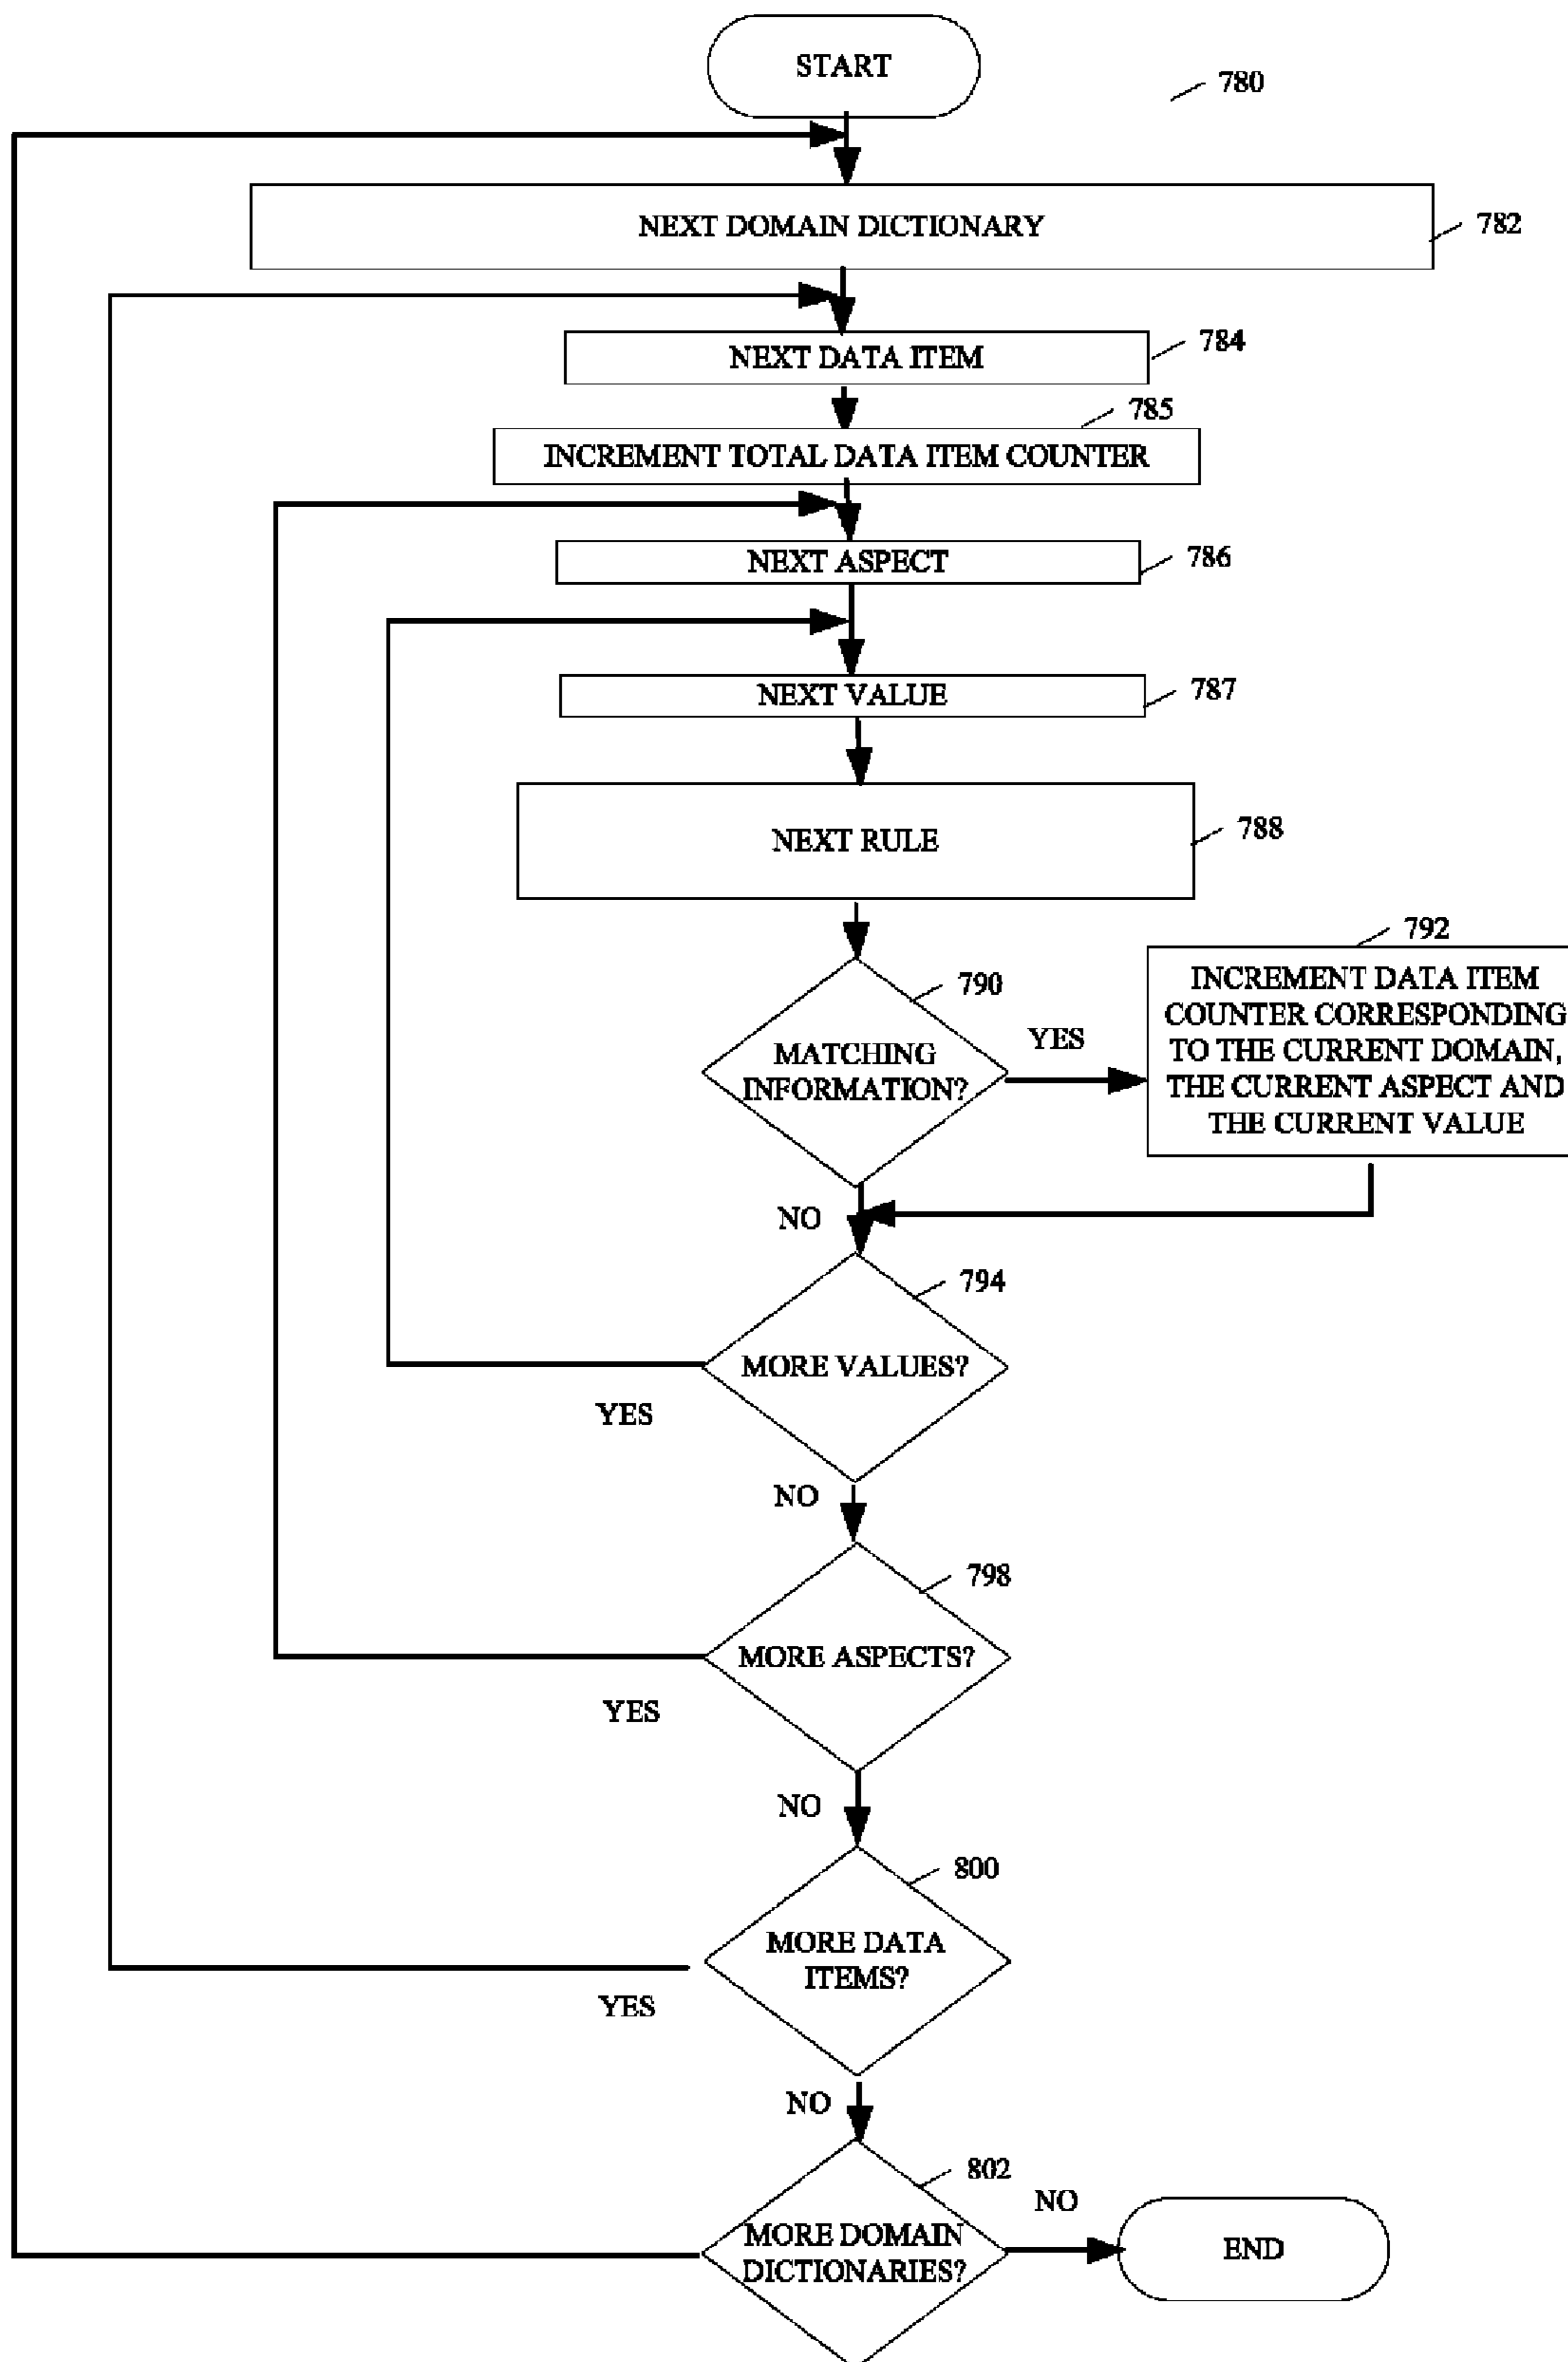 START
780
NEXT DOMAIN DICTIONARY
782
NEXT DATA ITEM
784
785
INCREMENT TOTAL DATA ITEM COUNTER
NEXT ASPECT
786
NEXT VALUE
787
NEXT RULE
788
790
MATCHING
INFORMATION?
YES
792
INCREMENT DATA ITEM
COUNTER CORRESPONDING
TO THE CURRENT DOMAIN,
THE CURRENT ASPECT AND
THE CURRENT VALUE
NO
794
MORE VALUES?
YES
NO
798
MORE ASPECTS?
YES
NO
800
MORE DATA
ITEMS?
YES
NO
802
MORE DOMAIN
DICTIONARIES?
NO
END